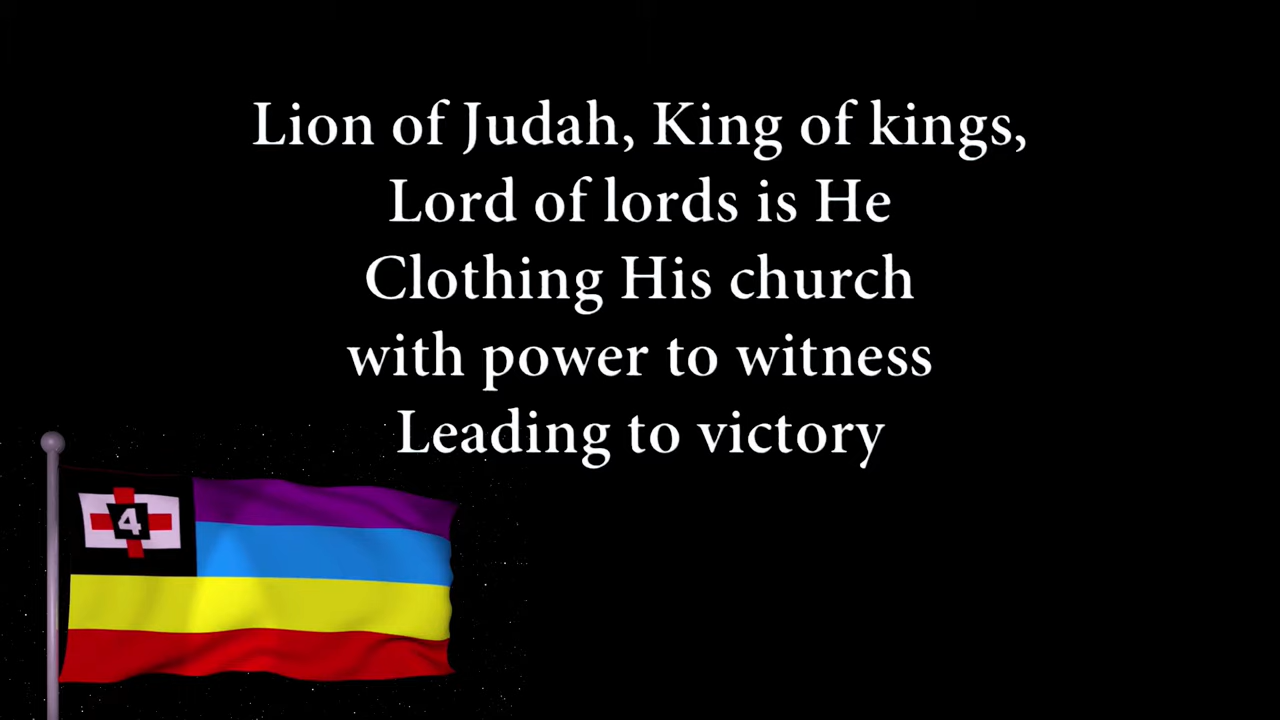 Lion of Judah, King of kings,
Lord of lords is He
Clothing His church
with power to witness
Leading to victory
4